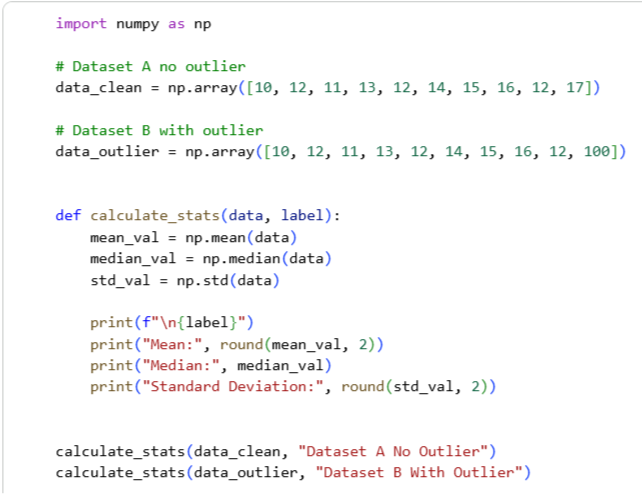 import numpy as np
# Dataset A no outlier
data_clean = np.array([10, 12, 11, 13, 12, 14, 15, 16, 12, 17])
# Dataset B with outlier
data_outlier = np.array([10, 12, 11, 13, 12, 14, 15, 16, 12, 100])
def calculate_stats(data, label):
    mean_val = np.mean(data)
    median_val = np.median(data)
    std_val = np.std(data)
    print(f"\n{label}")
    print("Mean:", round(mean_val, 2))
    print("Median:", median_val)
    print("Standard Deviation:", round(std_val, 2))
calculate_stats(data_clean, "Dataset A No Outlier")
calculate_stats(data_outlier, "Dataset B With Outlier")